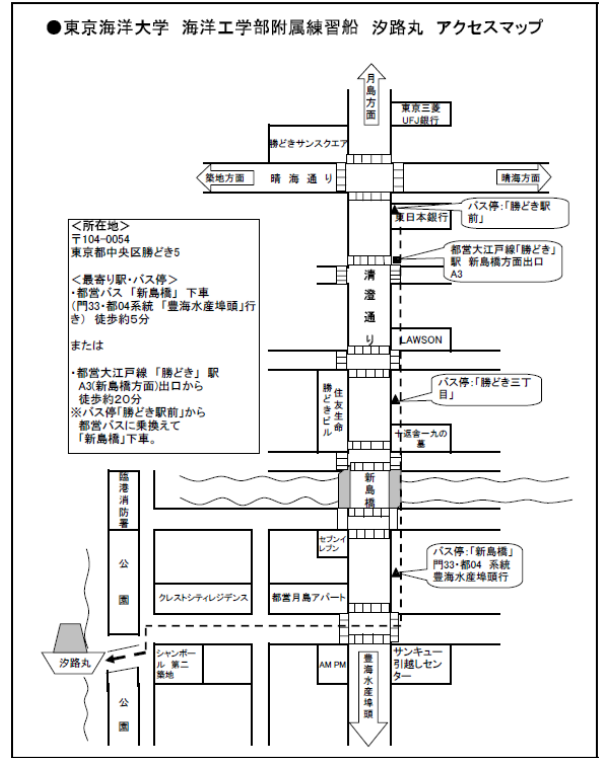 ●東京海洋大学 海洋工学部附属練習船 汐路丸 アクセスマップ
月島方面
東京三菱
UFJ銀行
勝どきサンスクエア
築地方面
晴海通り
晴海方面
バス停:「勝どき駅
前」
東日本銀行
<所在地>
〒104-0054
東京都中央区勝どき5
<最寄り駅・バス停>
・都営バス 「新島橋」 下車
(門33・都04系統 「豊海水産埠頭」行
き) 徒歩約5分
または
・都営大江戸線 「勝どき」 駅
A3(新島橋方面)出口から
徒歩約20分
※バス停「勝どき駅前」から
都営バスに乗換えて
「新島橋」下車。
都営大江戸線「勝どき」
駅 新島橋方面出口
A3
清澄通り
LAWSON
住友生命
勝どきビル
バス停:「勝どき三丁
目」
十返舎一九の
墓
臨港消防署
新島橋
セブンイ
レブン
バス停:「新島橋」
門33・都04 系統
豊海水産埠頭行
公園
クレストシティレジデンス
都営月島アパート
汐路丸
シャンボー
ル 第二
築地
AM PM
サンキュー
引越しセン
ター
豊海水産埠頭
公園